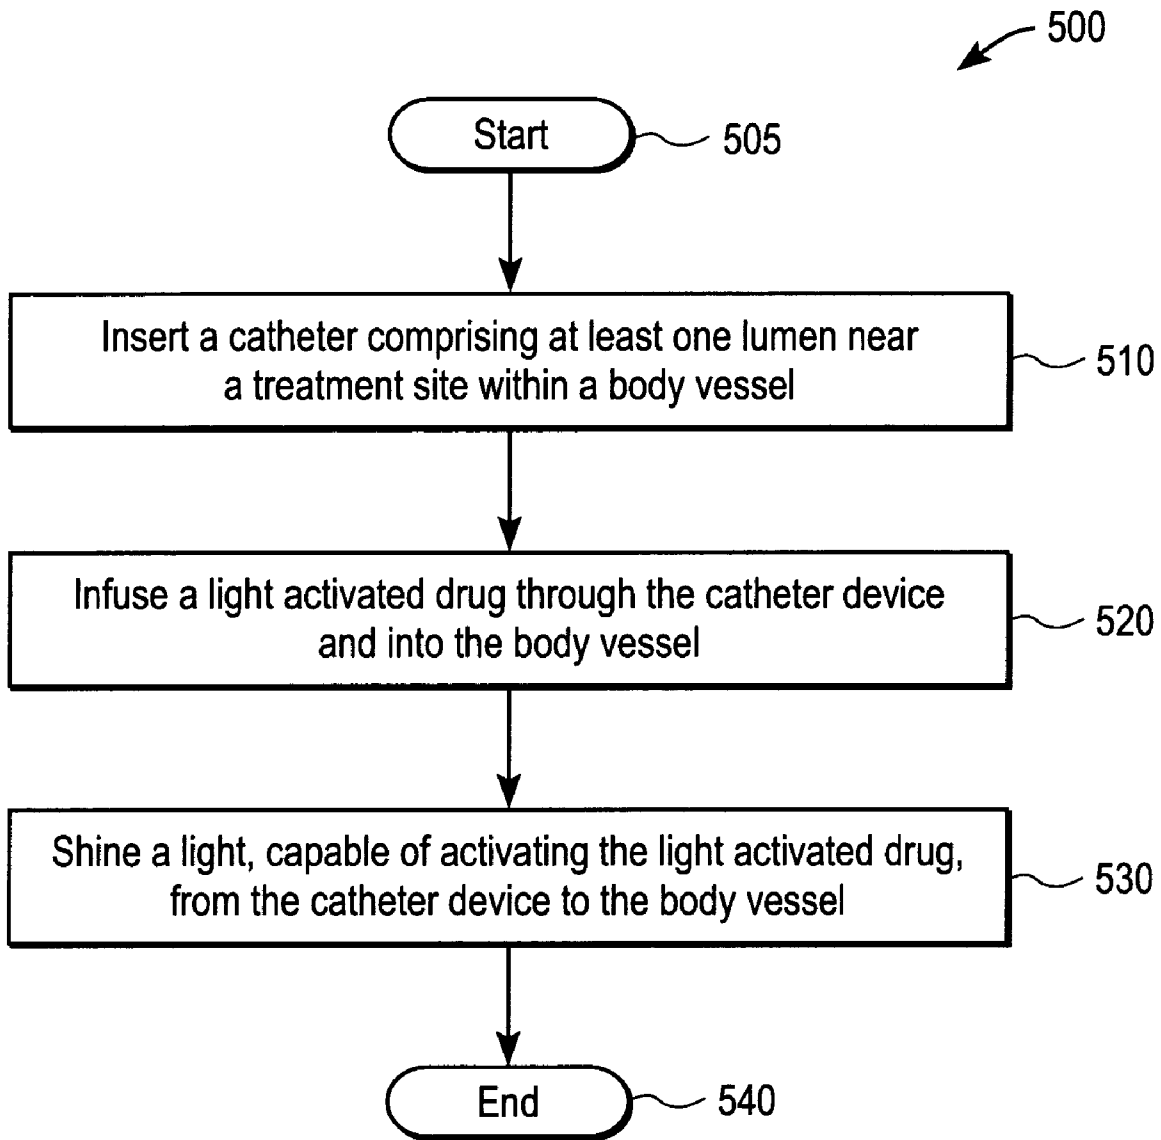 500
Start
505
Insert a catheter comprising at least one lumen near
a treatment site within a body vessel
510
Infuse a light activated drug through the catheter device
and into the body vessel
520
Shine a light, capable of activating the light activated drug,
from the catheter device to the body vessel
530
End
540